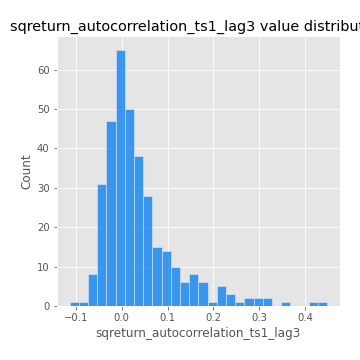 sqreturn_autocorrelation_ts1_lag3 value distribut
60
50
40
30
20
10
0
Count
−0.1 0.0 0.1 0.2 0.3 0.4
sqreturn_autocorrelation_ts1_lag3